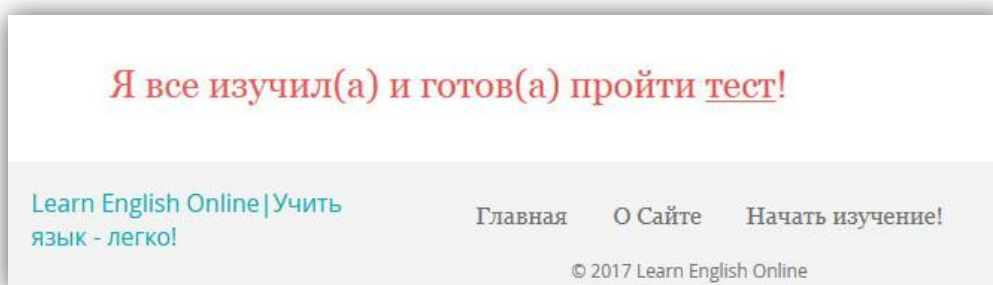 Я все изучил(а) и готов(а) пройти тест!
Learn English Online|Учить
язык - легко!
Главная О Сайте Начать изучение!
© 2017 Learn English Online